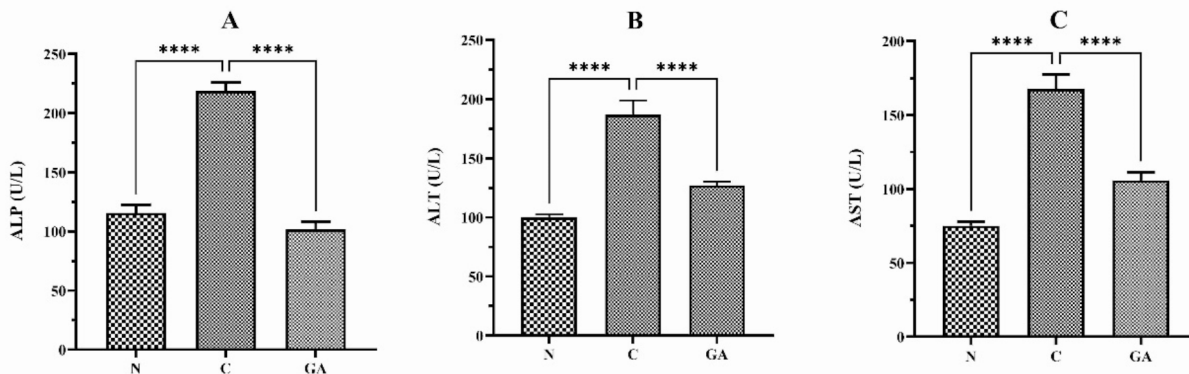 A
ALP (U/L)
250
200
150
100
50
0
**** ****
N C GA
B
ALT (U/L)
250
200
150
100
50
0
**** ****
N C GA
C
AST (U/L)
200
150
100
50
0
**** ****
N C GA